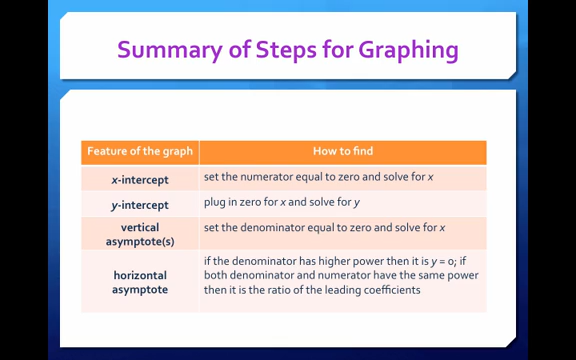 Summary of Steps for Graphing
Feature of the graph
How to find
x-intercept
set the numerator equal to zero and solve for x
y-intercept
plug in zero for x and solve for y
vertical
asymptote(s)
set the denominator equal to zero and solve for x
horizontal
asymptote
if the denominator has higher power then it is y = 0; if
both denominator and numerator have the same power
then it is the ratio of the leading coefficients